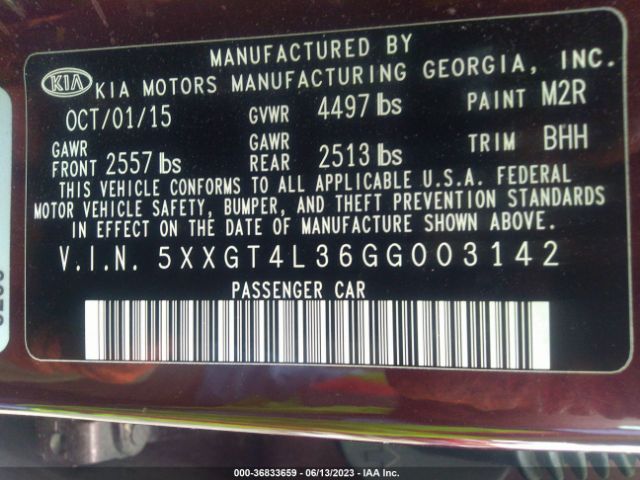 MANUFACTURED BY
KIA KIA MOTORS MANUFACTURING GEORGIA, INC.
OCT/01/15 GVWR 4497 lbs PAINT M2R
GAWR FRONT 2557 lbs GAWR REAR 2513 lbs TRIM BHH
THIS VEHICLE CONFORMS TO ALL APPLICABLE U.S.A. FEDERAL
MOTOR VEHICLE SAFETY, BUMPER, AND THEFT PREVENTION STANDARDS
IN EFFECT ON THE DATE OF MANUFACTURE SHOWN ABOVE.
V.I.N. 5XXGT4L36GG003142
PASSENGER CAR
000-36833659 - 06/13/2023 - IAA Inc.